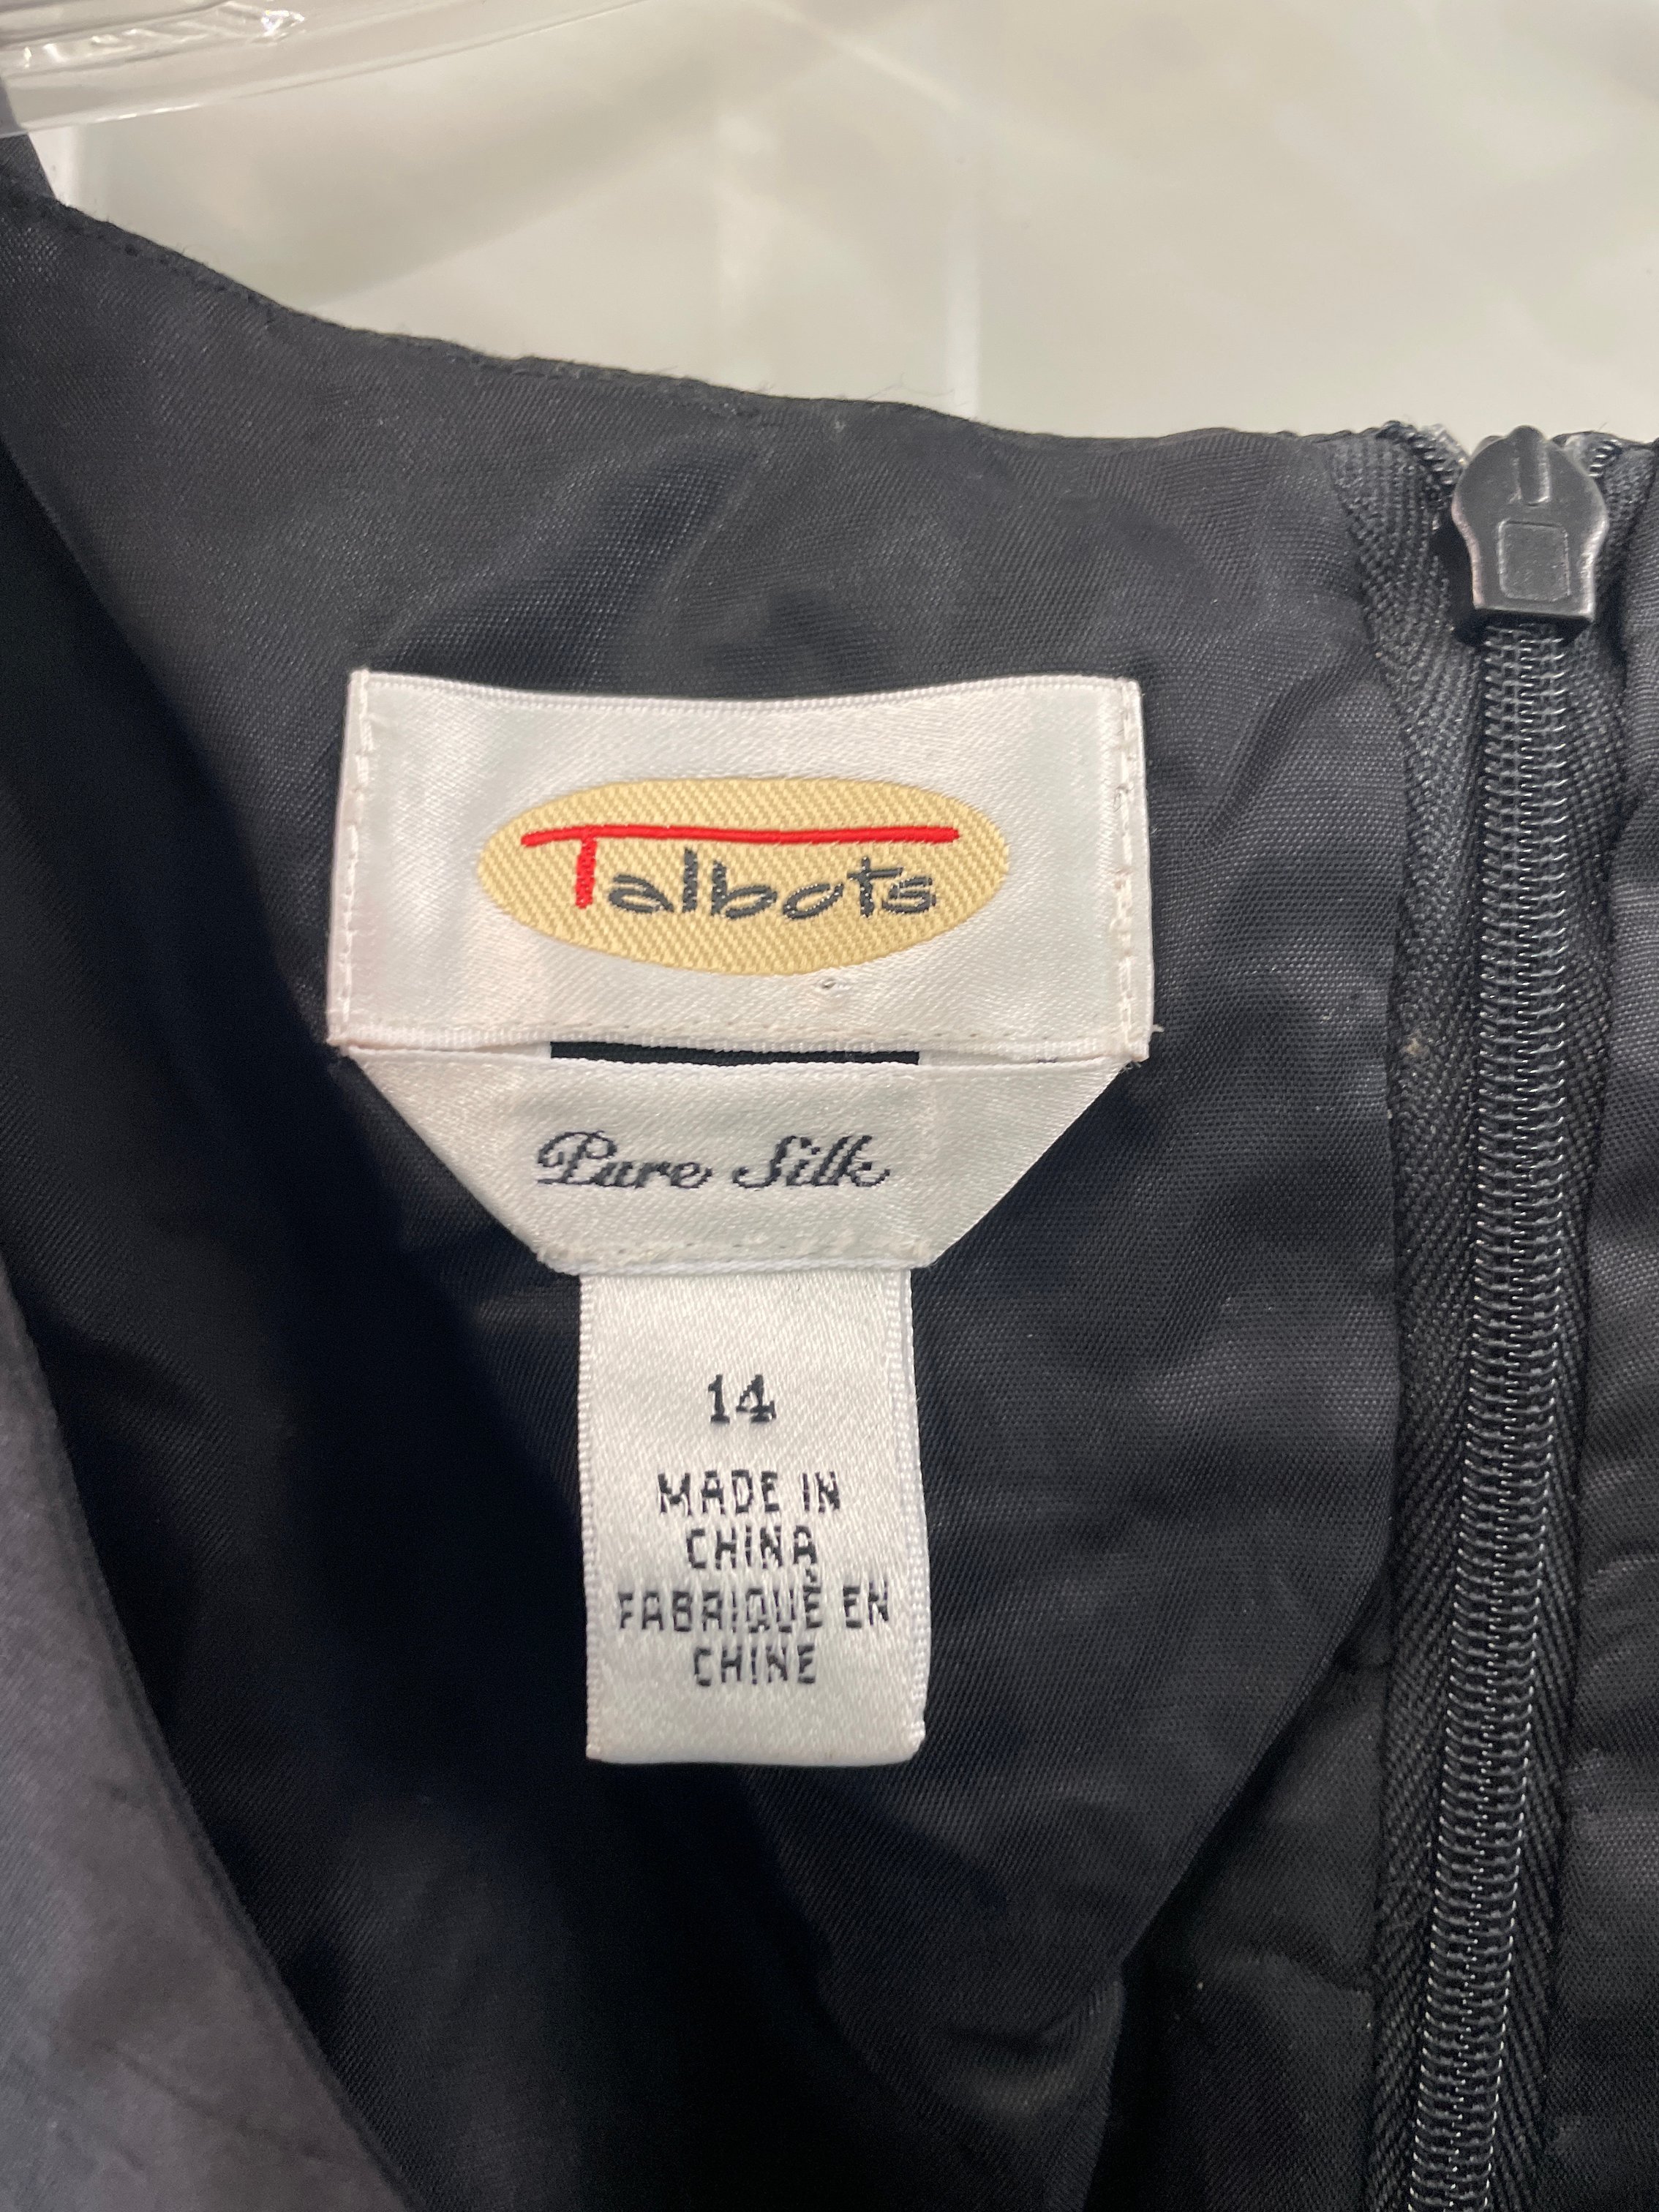 Talbots
Pure Silk
14
MADE IN
CHINA
FABRIQUÉ EN
CHINE